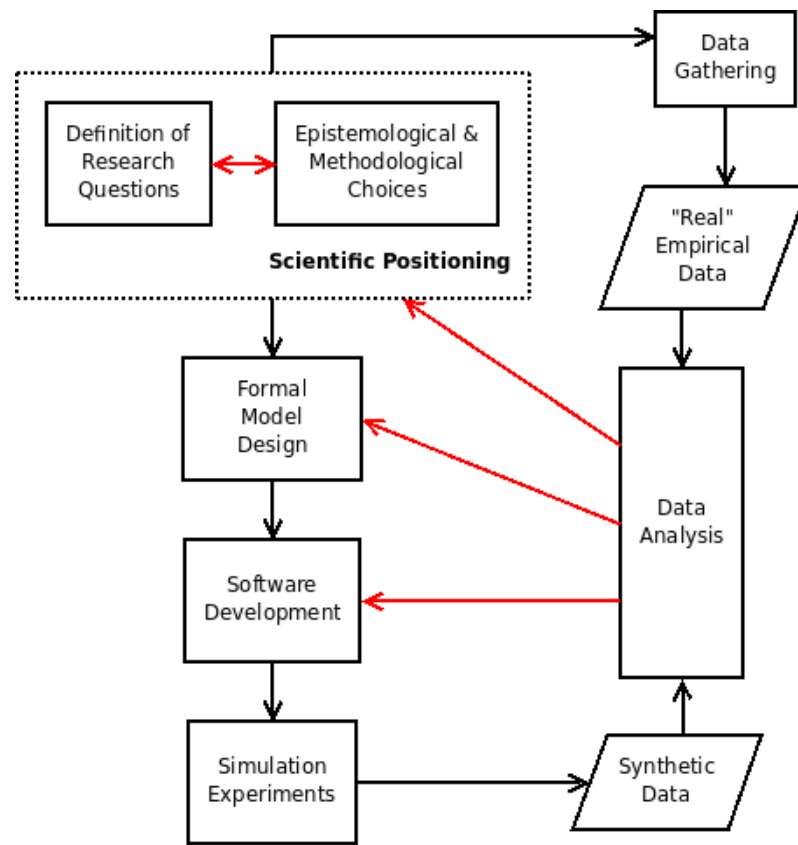 Data
Gathering
Definition of
Research
Questions
Epistemological &
Methodological
Choices
Scientific Positioning
"Real"
Empirical
Data
Formal
Model
Design
Data
Analysis
Software
Development
Simulation
Experiments
Synthetic
Data